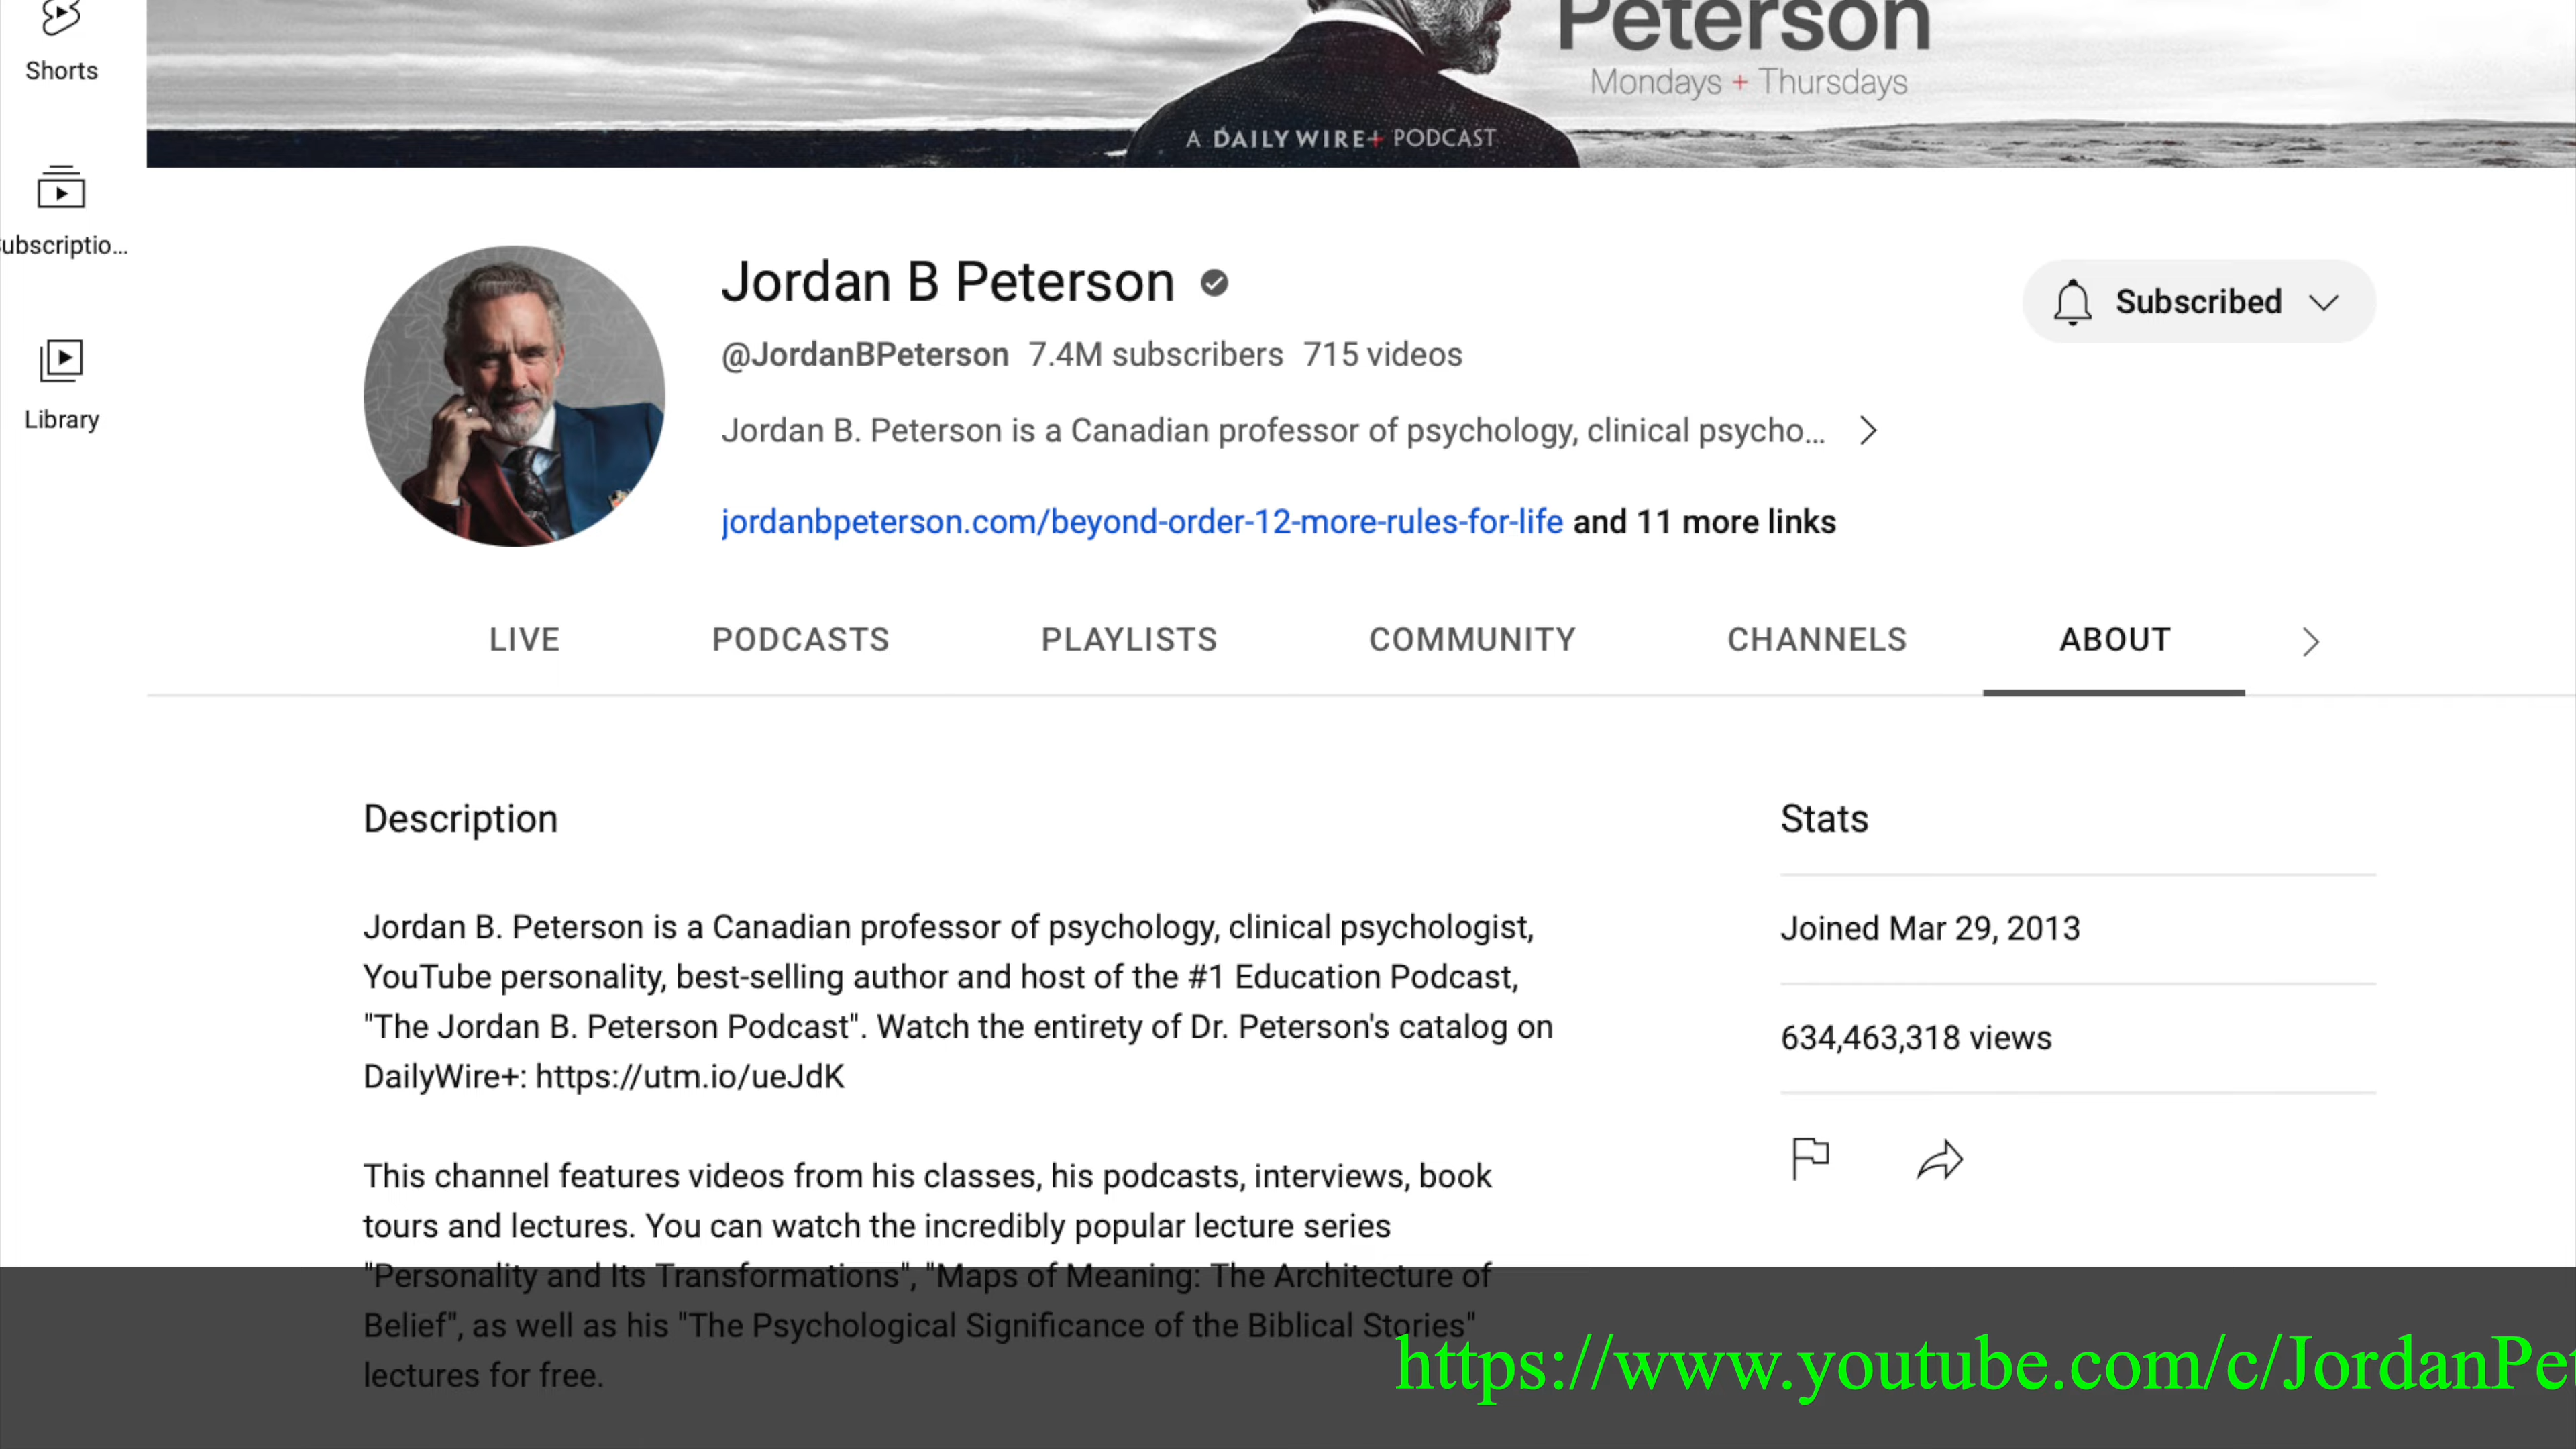 Peterson
Mondays + Thursdays
A DAILYWIRE+ PODCAST
Shorts
ubscriptio...
Library
Jordan B Peterson
@JordanBPeterson 7.4M subscribers 715 videos
Jordan B. Peterson is a Canadian professor of psychology, clinical psycho...
jordanbpeterson.com/beyond-order-12-more-rules-for-life and 11 more links
Subscribed
LIVE PODCASTS PLAYLISTS COMMUNITY CHANNELS ABOUT
Description
Jordan B. Peterson is a Canadian professor of psychology, clinical psychologist,
YouTube personality, best-selling author and host of the #1 Education Podcast,
"The Jordan B. Peterson Podcast". Watch the entirety of Dr. Peterson's catalog on
DailyWire+: https://utm.io/ueJdK
This channel features videos from his classes, his podcasts, interviews, book
tours and lectures. You can watch the incredibly popular lecture series
"Personality and Its Transformations", "Maps of Meaning: The Architecture of
Belief", as well as his "The Psychological Significance of the Biblical Stories"
lectures for free.
Stats
Joined Mar 29, 2013
634,463,318 views
https://www.youtube.com/c/JordanPet